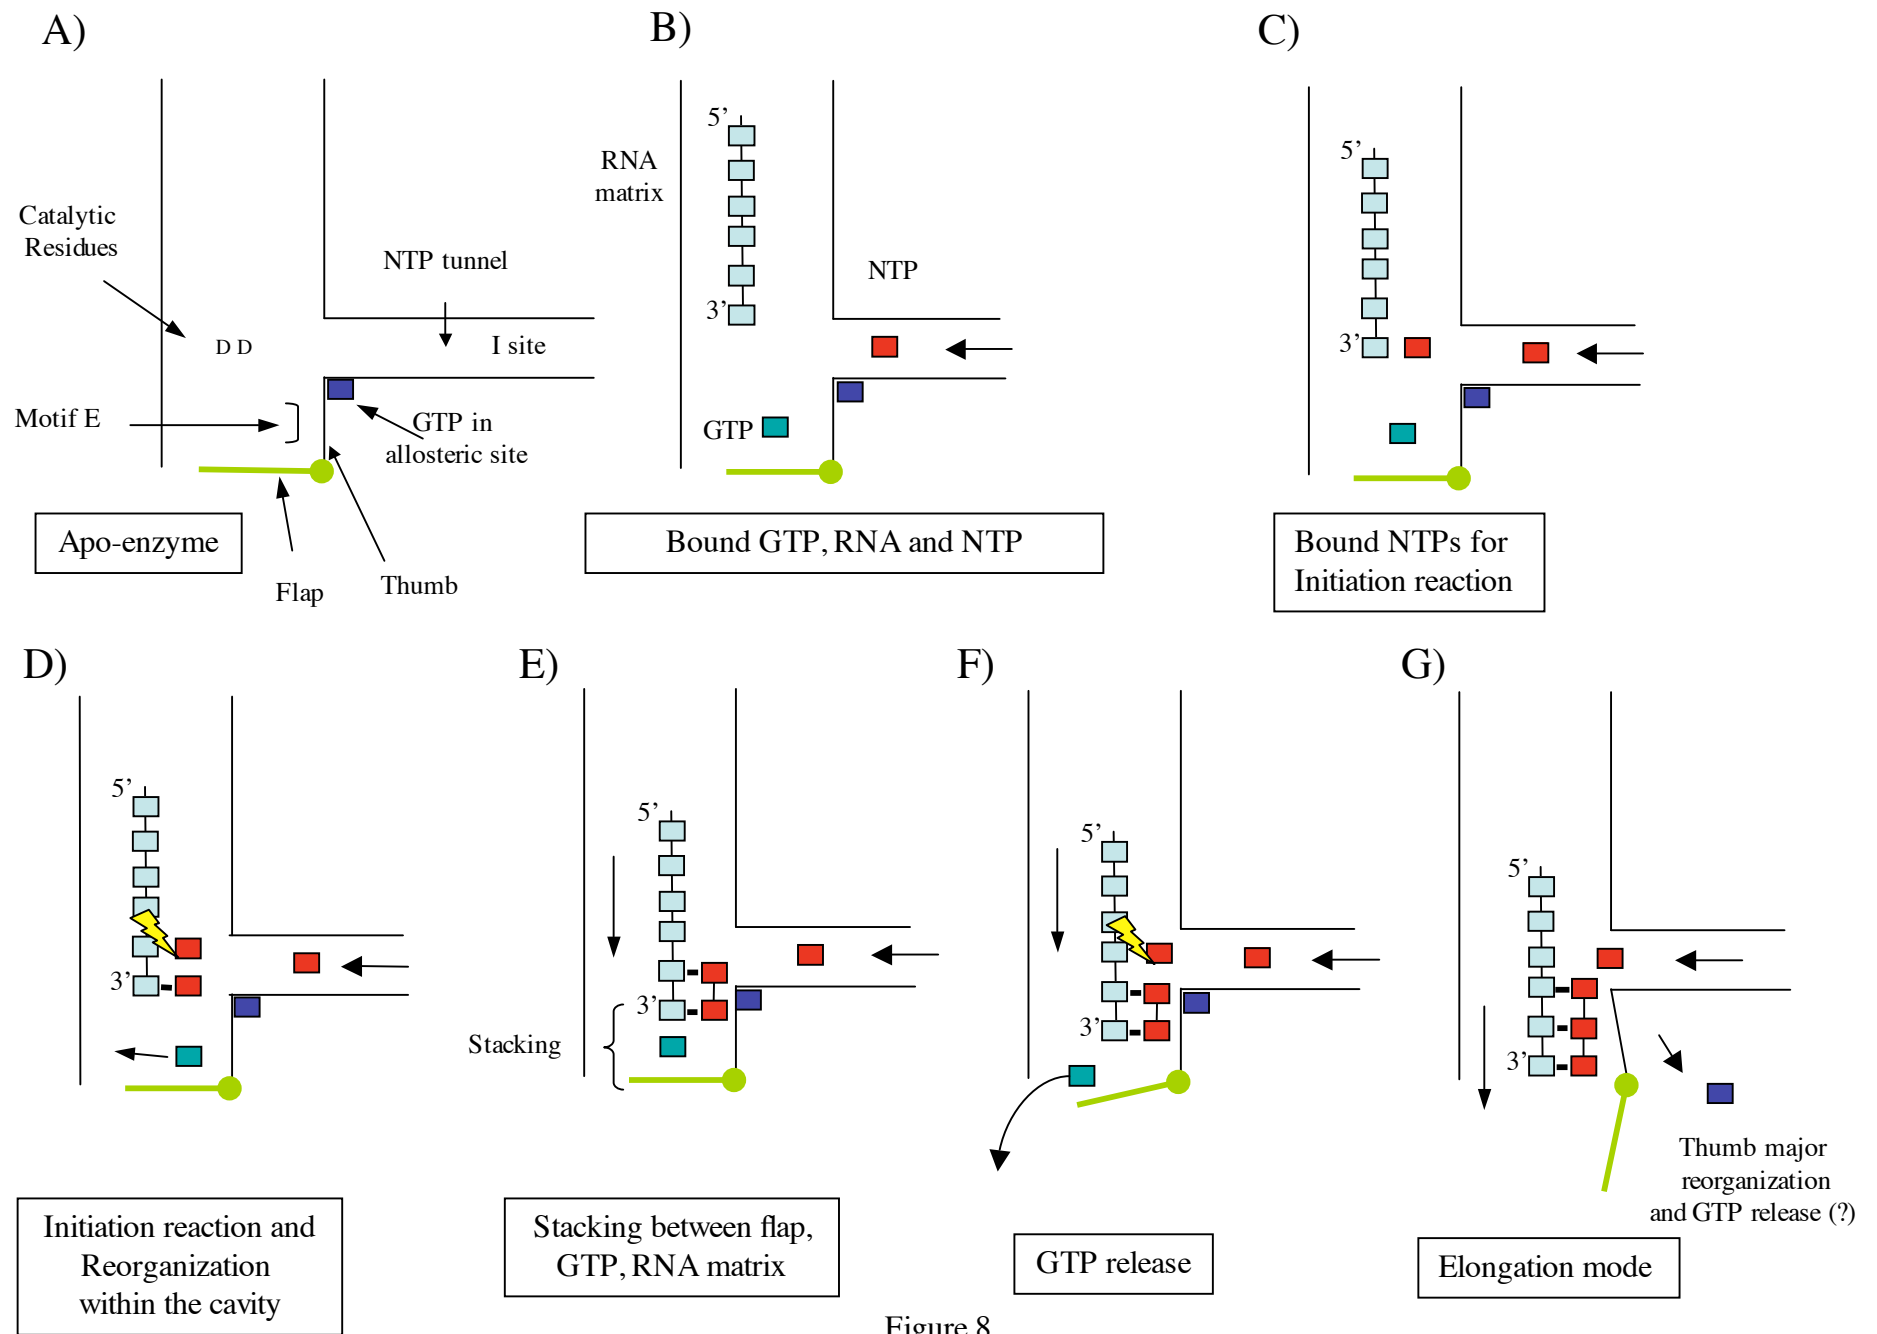 A)
Catalytic
Residues
NTP tunnel
D D
I site
Motif E
GTP in
allosteric site
Apo-enzyme
Flap
Thumb
B)
5’
RNA
matrix
NTP
3’
GTP
Bound GTP, RNA and NTP
C)
5’
3’
Bound NTPs for
Initiation reaction
D)
5’
3’
Initiation reaction and
Reorganization
within the cavity
E)
5’
3’
Stacking
Stacking between flap,
GTP, RNA matrix
F)
5’
3’
GTP release
G)
5’
3’
Thumb major
reorganization
and GTP release (?)
Elongation mode
Figure 8